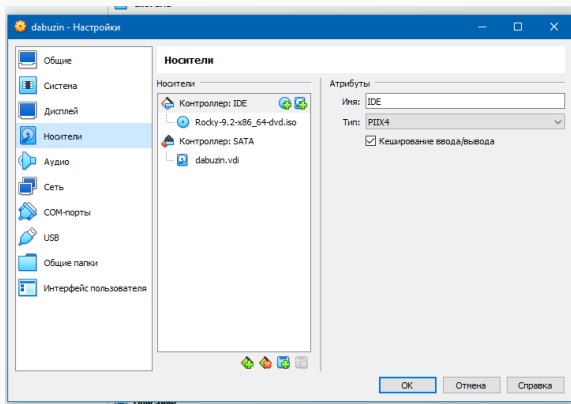 dabuzin - Настройки
Общие
Система
Дисплей
Носители
Аудио
Сеть
COM-порты
USB
Общие папки
Интерфейс пользователя
Носители
Носители
Контроллер: IDE
Rocky-9.2-x86_64-dvd.iso
Контроллер: SATA
dabuzin.vdi
Атрибуты
Имя: IDE
Тип: PIIX4
Кеширование ввода/вывода
OK Отмена Справка